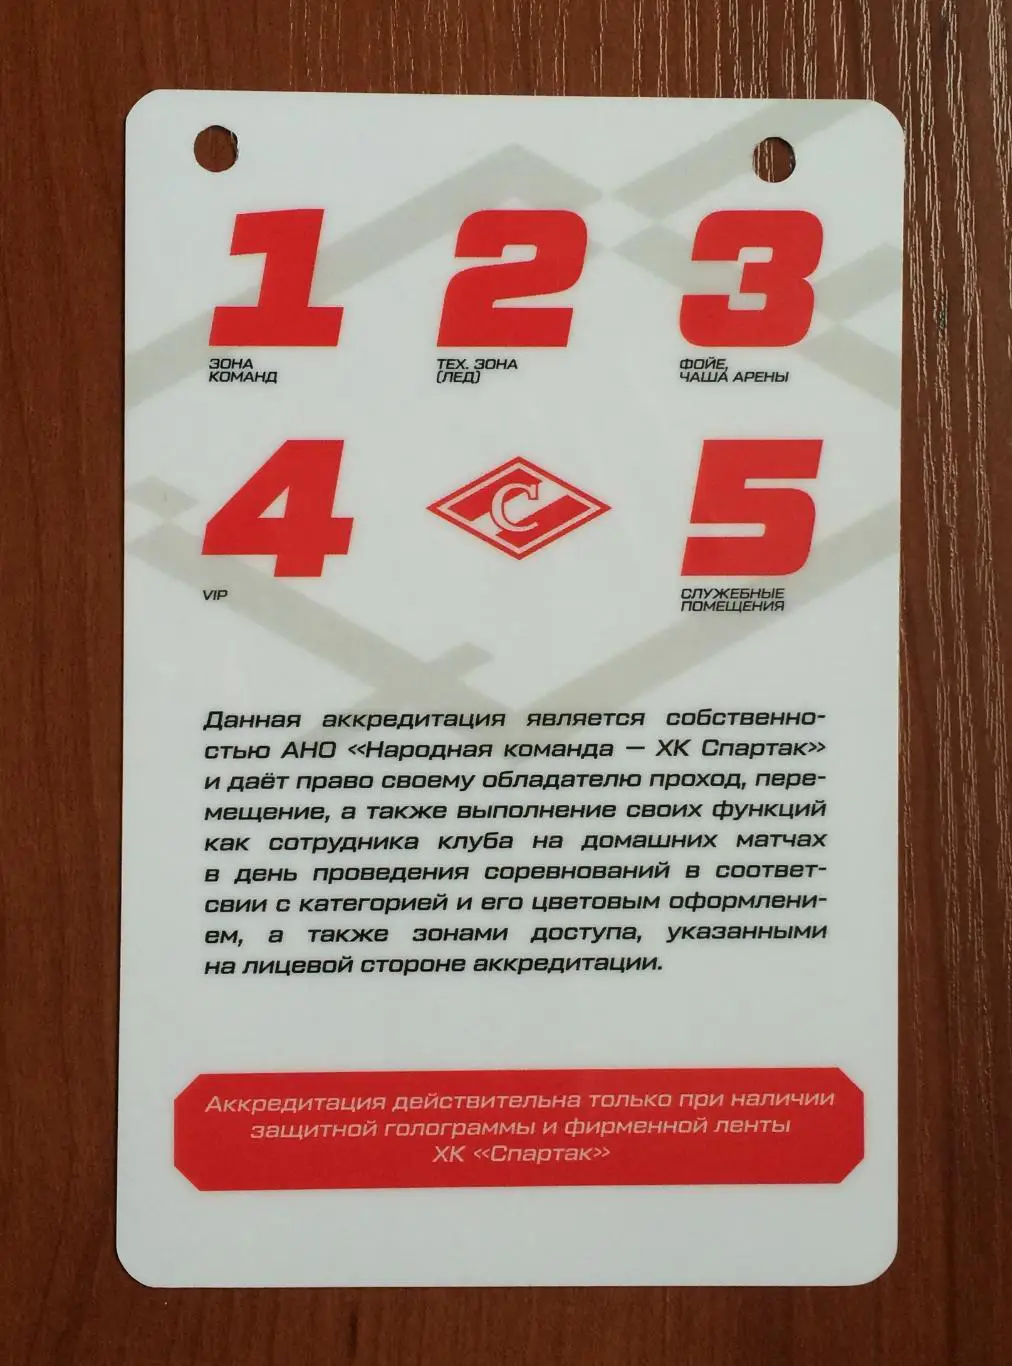 1 2 3
ЗОНА КОМАНД
ТЕХ. ЗОНА (ЛЕД)
ФОЙЕ, ЧАША АРЕНЫ
4 С 5
VIP
СЛУЖЕБНЫЕ ПОМЕЩЕНИЯ
Данная аккредитация является собственно-
стью АНО «Народная команда — ХК Спартак»
и даёт право своему обладателю проход, пере-
мещение, а также выполнение своих функций
как сотрудника клуба на домашних матчах
в день проведения соревнований в соответ-
свии с категорией и его цветовым оформлени-
ем, а также зонами доступа, указанными
на лицевой стороне аккредитации.
Аккредитация действительна только при наличии
защитной голограммы и фирменной ленты
ХК «Спартак»